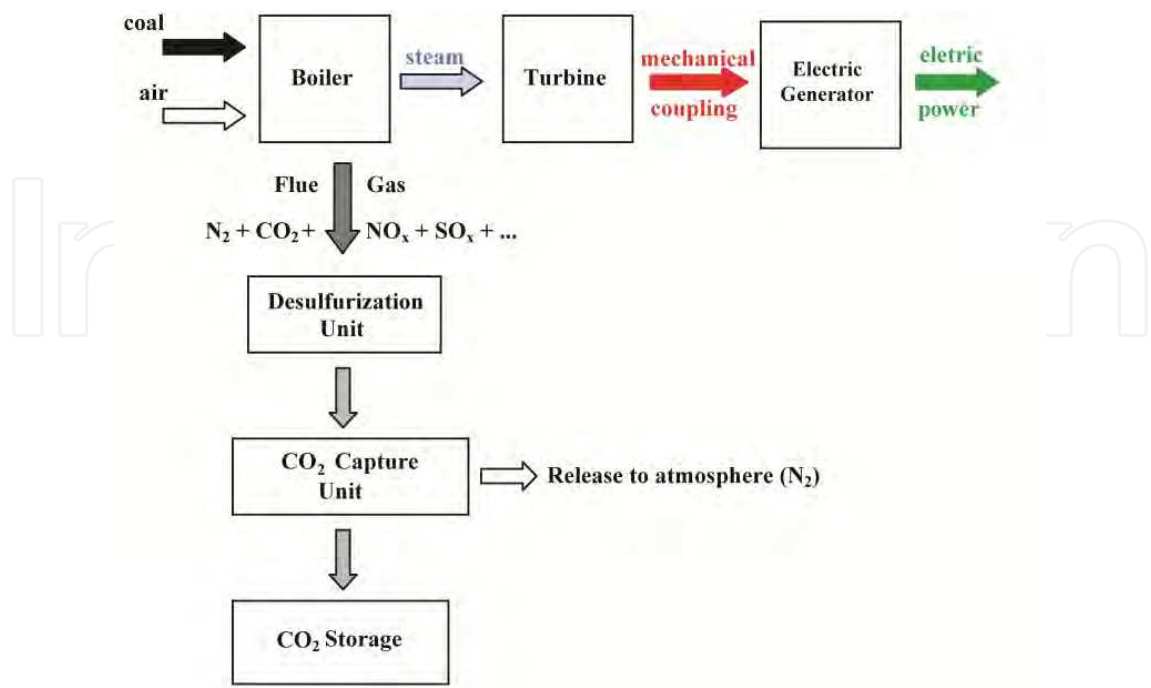 coal
air
Boiler
steam
Turbine
mechanical
coupling
Electric
Generator
eletric
power
Flue Gas
N₂ + CO₂ + NOₓ + SOₓ + ...
Desulfurization
Unit
CO₂ Capture
Unit
Release to atmosphere (N₂)
CO₂ Storage